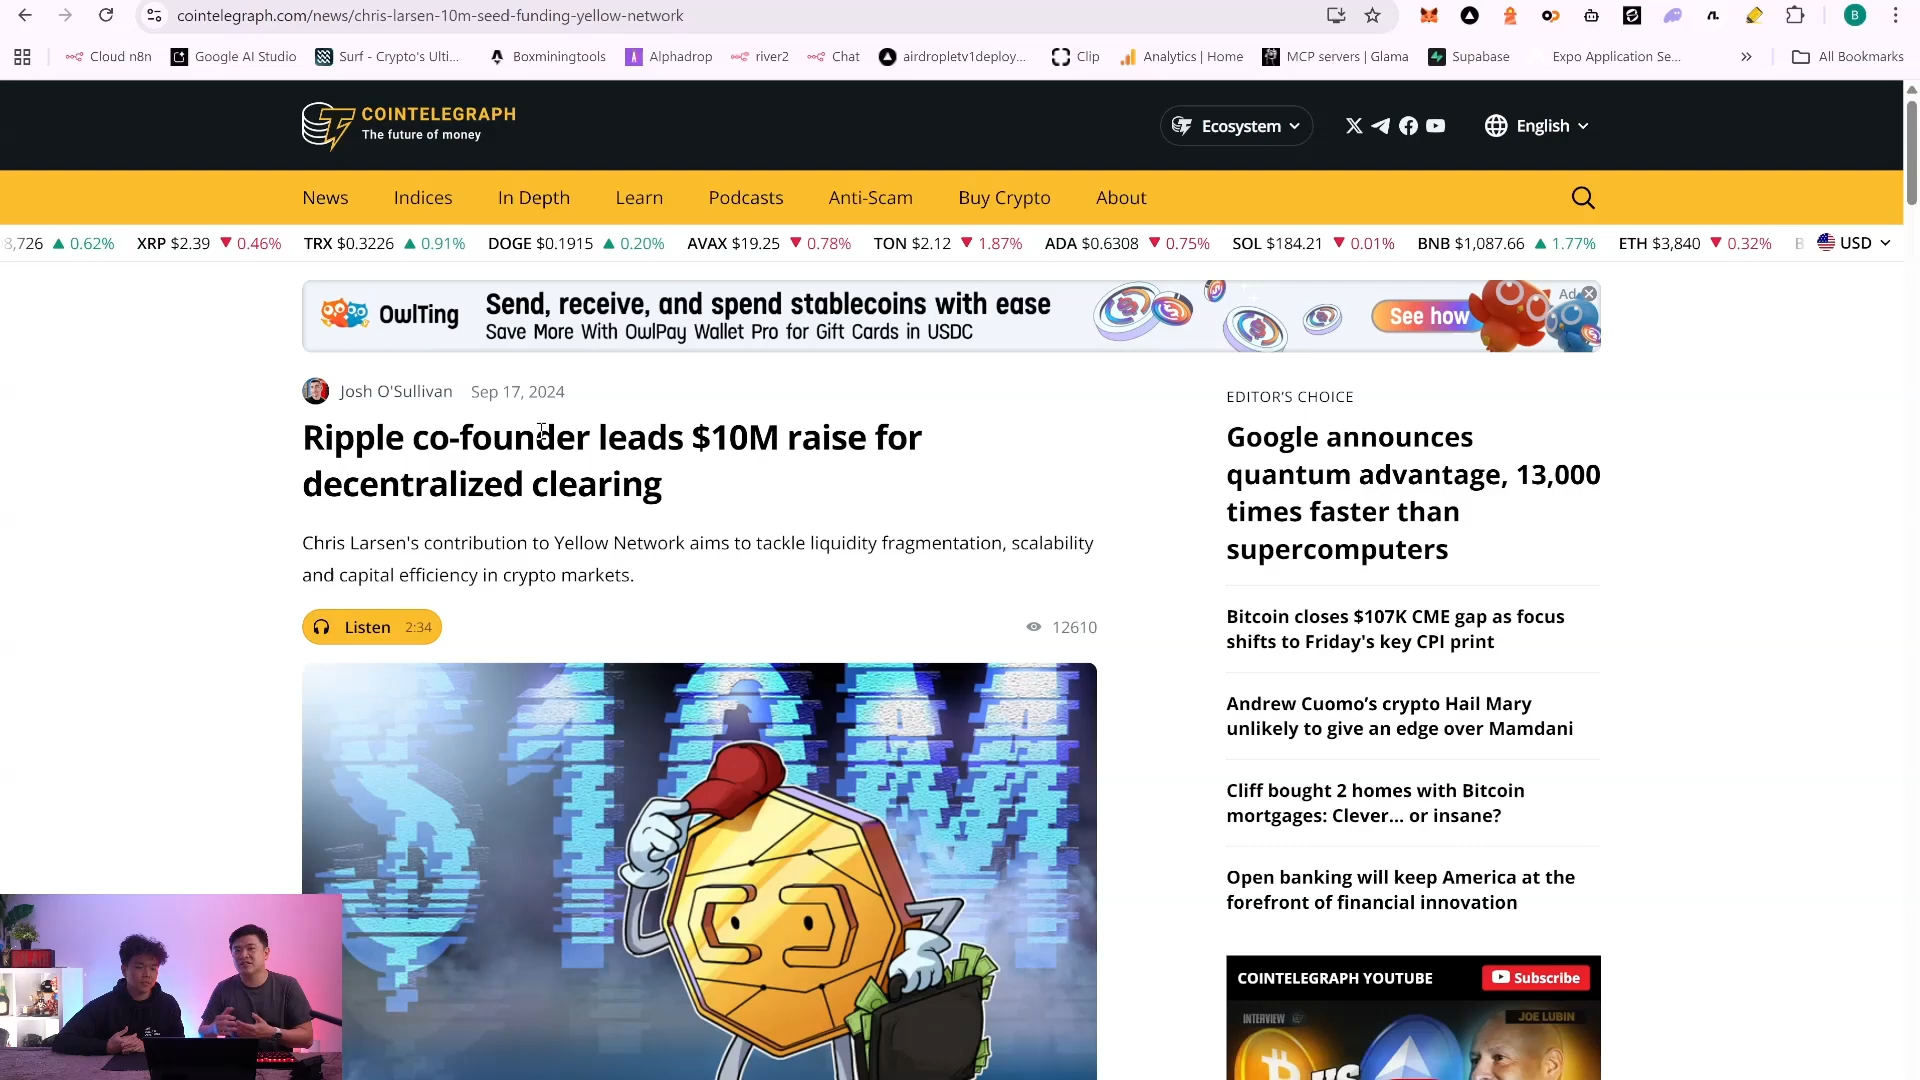 cointelegraph.com/news/chris-larsen-10m-seed-funding-yellow-network
B
Cloud n8n
Google AI Studio
Surf - Crypto's Ulti...
Boxminingtools
Alphadrop
river2
Chat
airdropletv1deploy...
Clip
Analytics | Home
MCP servers | Glama
Supabase
Expo Application Se...
All Bookmarks
COINTELEGRAPH
The future of money
Ecosystem
English
News
Indices
In Depth
Learn
Podcasts
Anti-Scam
Buy Crypto
About
8,726 ▲ 0.62% XRP $2.39 ▼ 0.46% TRX $0.3226 ▲ 0.91% DOGE $0.1915 ▲ 0.20% AVAX $19.25 ▼ 0.78% TON $2.12 ▼ 1.87% ADA $0.6308 ▼ 0.75% SOL $184.21 ▼ 0.01% BNB $1,087.66 ▲ 1.77% ETH $3,840 ▼ 0.32% B USD
OwlTing
Send, receive, and spend stablecoins with ease
Save More With OwlPay Wallet Pro for Gift Cards in USDC
See how
Ad
Josh O'Sullivan Sep 17, 2024
Ripple co-founder leads $10M raise for
decentralized clearing
Chris Larsen's contribution to Yellow Network aims to tackle liquidity fragmentation, scalability
and capital efficiency in crypto markets.
Listen 2:34
12610
$10M
EDITOR'S CHOICE
Google announces
quantum advantage, 13,000
times faster than
supercomputers
Bitcoin closes $107K CME gap as focus
shifts to Friday's key CPI print
Andrew Cuomo’s crypto Hail Mary
unlikely to give an edge over Mamdani
Cliff bought 2 homes with Bitcoin
mortgages: Clever... or insane?
Open banking will keep America at the
forefront of financial innovation
COINTELEGRAPH YOUTUBE
Subscribe
INTERVIEW
JOE LUBIN
VS